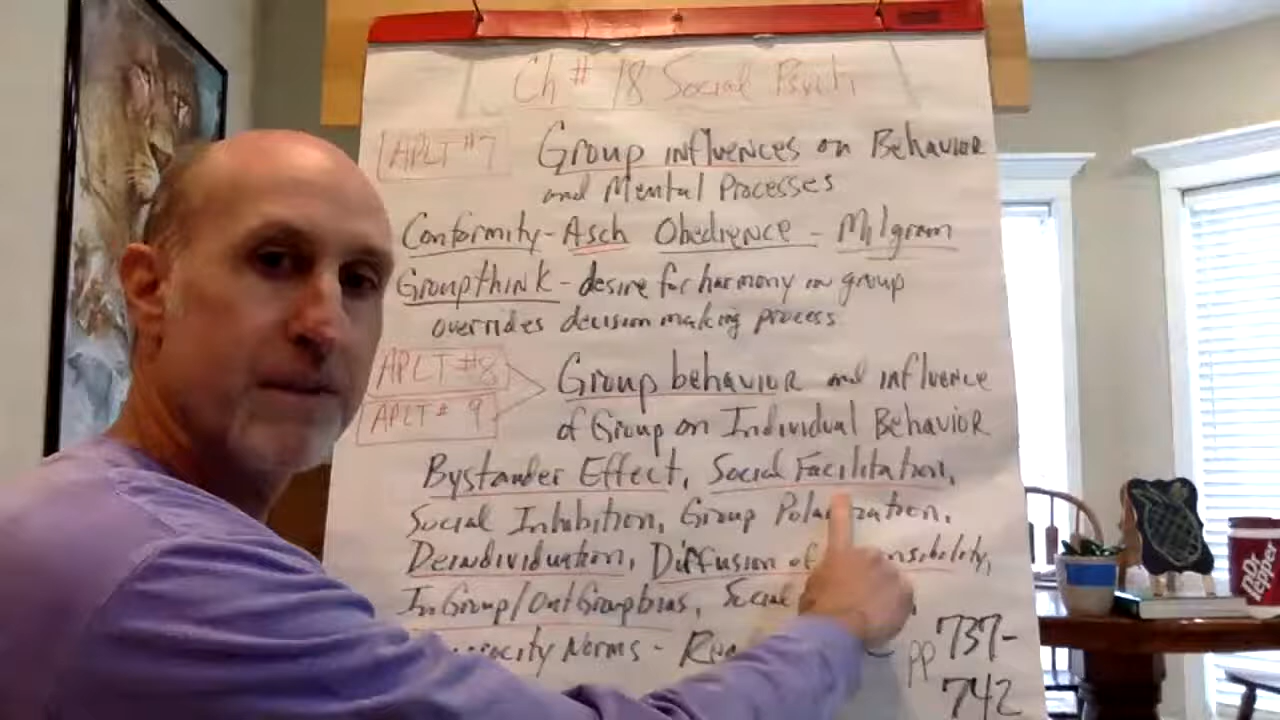 Ch # 18 Social Psych
APLT #7 Group influences on Behavior
and Mental Processes
Conformity - Asch Obedience - Milgram
Groupthink - desire for harmony in group
overrides decision making process
APLT #8
APLT # 9
Group behavior and influence
of Group on Individual Behavior
Bystander Effect, Social Facilitation,
Social Inhibition, Group Polarization,
Deindividuation, Diffusion of
InGroup/OutGroup bias, Social
Norms -
pp 737-
742
Dr Pepper